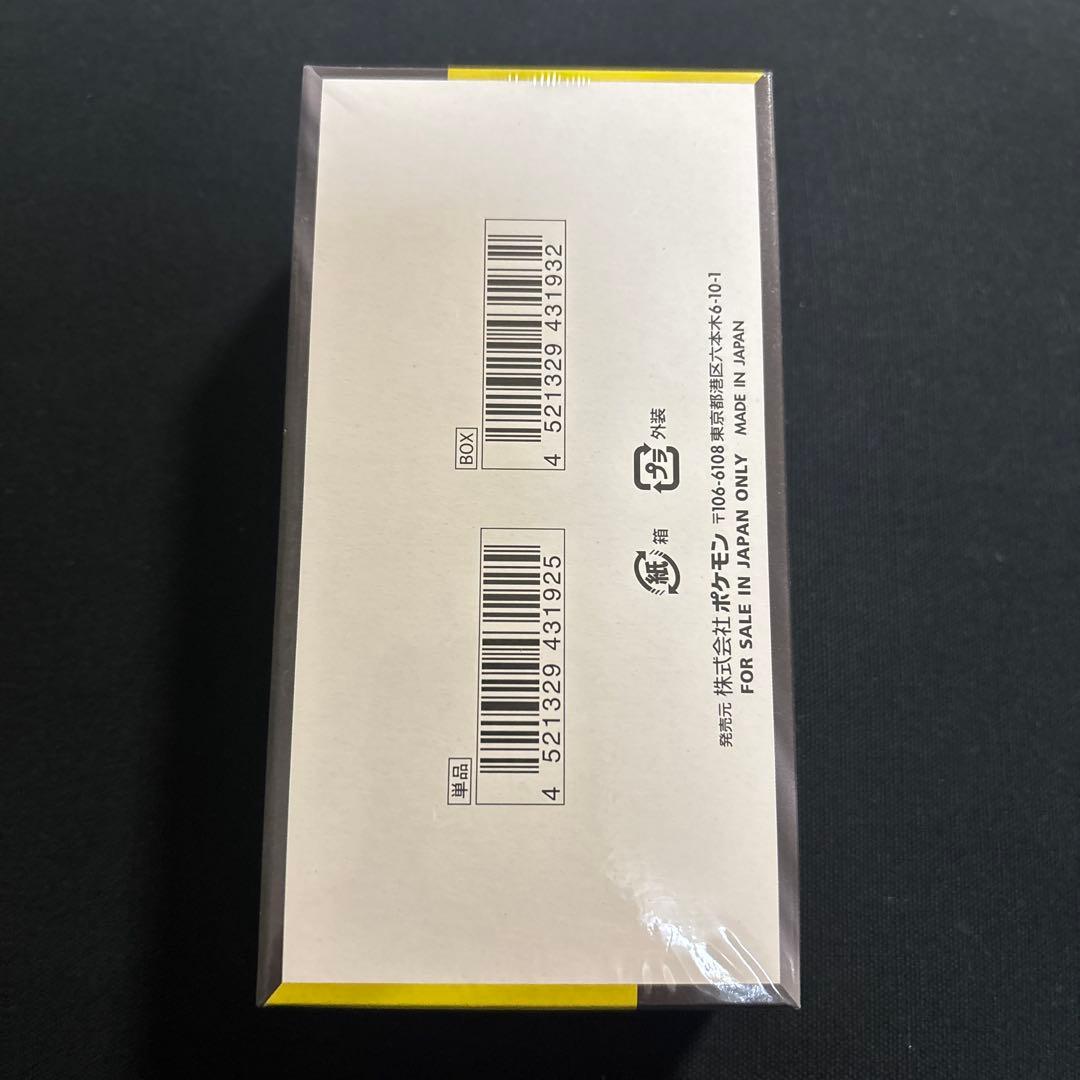 単品
4 521329 431925
BOX
4 521329 431932
紙 箱
プラ 外装
発売元 株式会社 ポケモン 〒106-6108 東京都港区六本木6-10-1
FOR SALE IN JAPAN ONLY MADE IN JAPAN